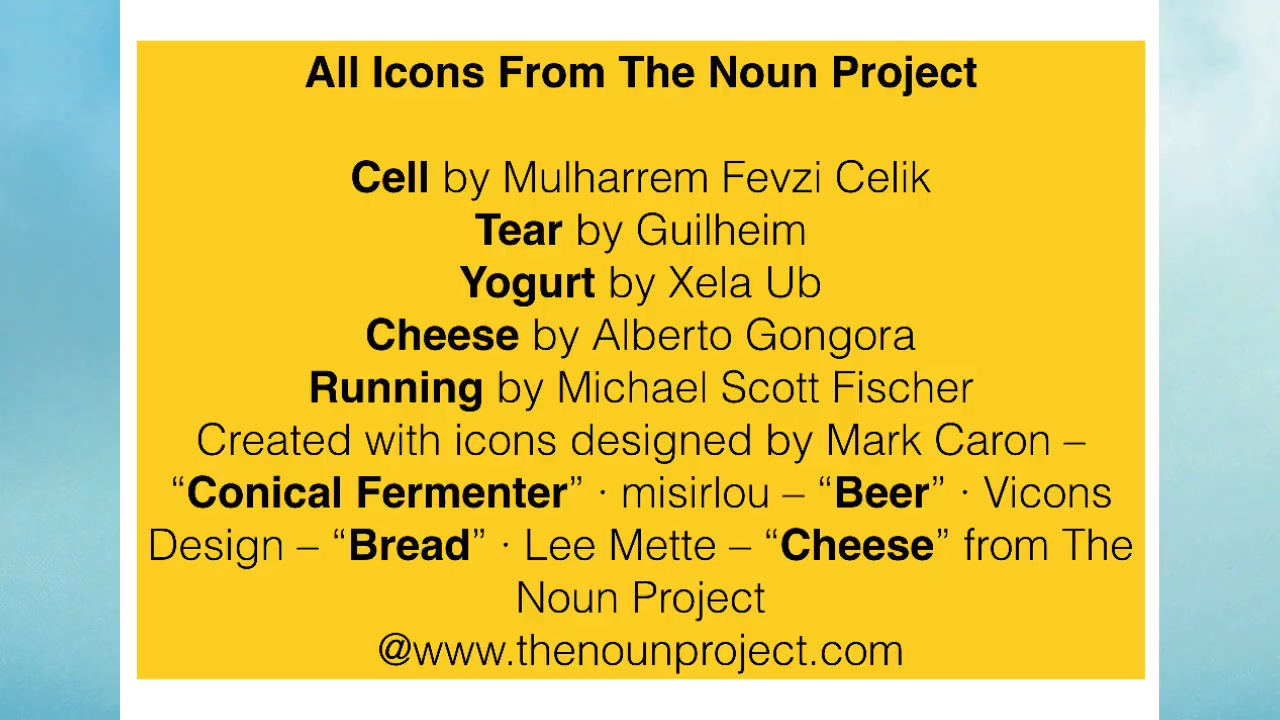 All Icons From The Noun Project
Cell by Mulharrem Fevzi Celik
Tear by Guilheim
Yogurt by Xela Ub
Cheese by Alberto Gongora
Running by Michael Scott Fischer
Created with icons designed by Mark Caron –
“Conical Fermenter” · misirlou – “Beer” · Vicons
Design – “Bread” · Lee Mette – “Cheese” from The
Noun Project
@www.thenounproject.com